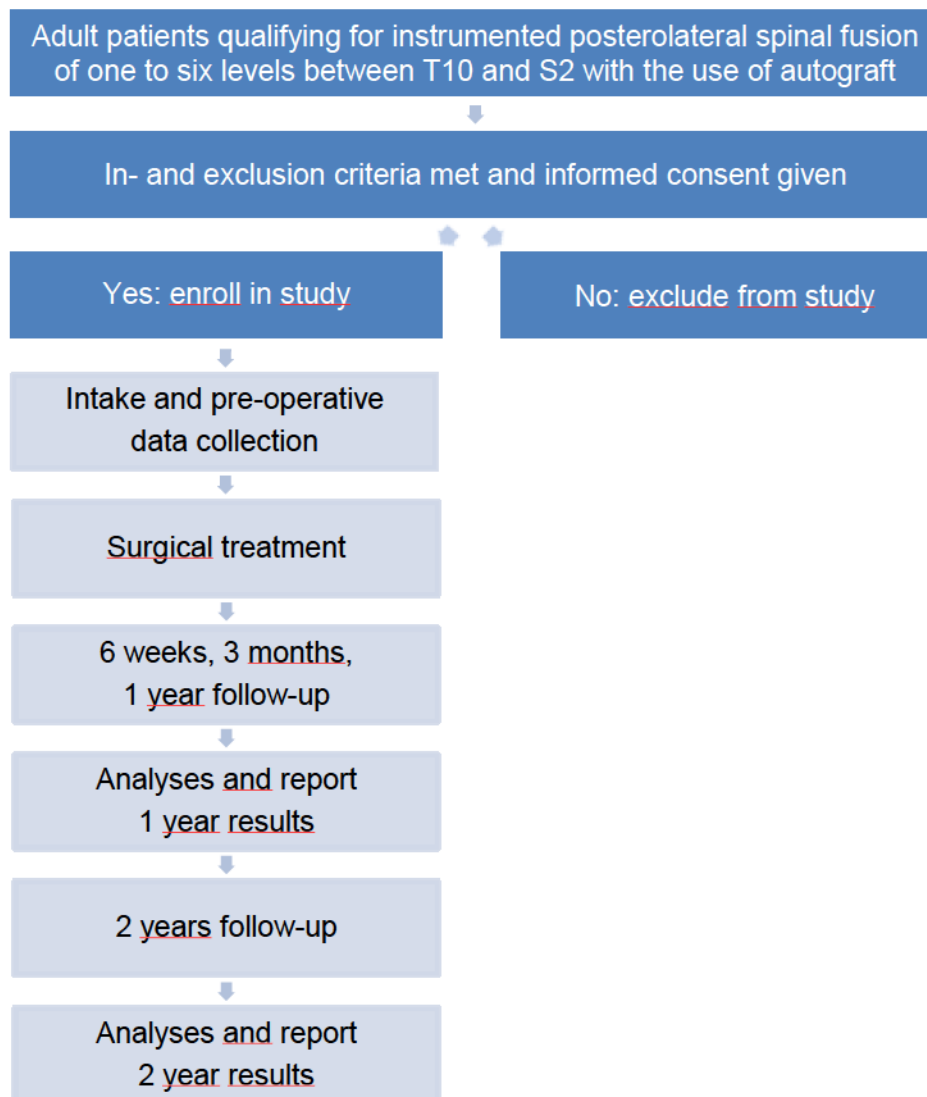 Adult patients qualifying for instrumented posterolateral spinal fusion
of one to six levels between T10 and S2 with the use of autograft
In- and exclusion criteria met and informed consent given
Yes: enroll in study
No: exclude from study
Intake and pre-operative
data collection
Surgical treatment
6 weeks, 3 months,
1 year follow-up
Analyses and report
1 year results
2 years follow-up
Analyses and report
2 year results